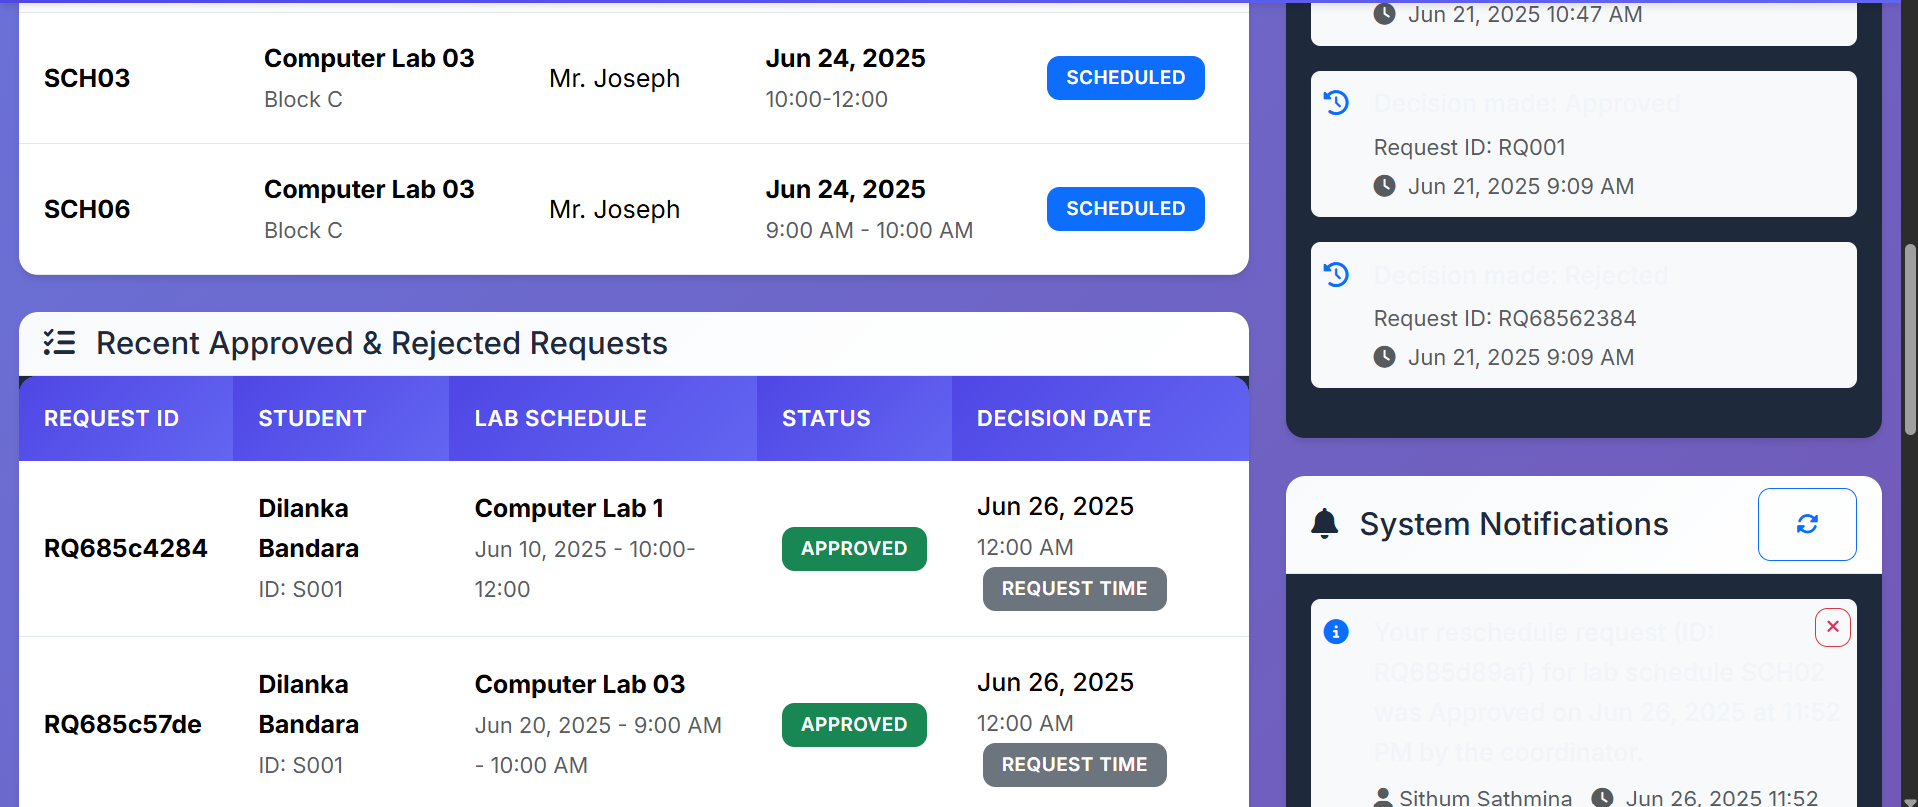 SCH03
Computer Lab 03
Block C
Mr. Joseph
Jun 24, 2025
10:00-12:00
SCHEDULED
SCH06
Computer Lab 03
Block C
Mr. Joseph
Jun 24, 2025
9:00 AM - 10:00 AM
SCHEDULED
Recent Approved & Rejected Requests
REQUEST ID
STUDENT
LAB SCHEDULE
STATUS
DECISION DATE
RQ685c4284
Dilanka
Bandara
ID: S001
Computer Lab 1
Jun 10, 2025 - 10:00-
12:00
APPROVED
Jun 26, 2025
12:00 AM
REQUEST TIME
RQ685c57de
Dilanka
Bandara
ID: S001
Computer Lab 03
Jun 20, 2025 - 9:00 AM
- 10:00 AM
APPROVED
Jun 26, 2025
12:00 AM
REQUEST TIME
Jun 21, 2025 10:47 AM
Decision made: Approved
Request ID: RQ001
Jun 21, 2025 9:09 AM
Decision made: Rejected
Request ID: RQ68562384
Jun 21, 2025 9:09 AM
System Notifications
Your reschedule request (ID:
RQ685d89af) for lab schedule SCH02
was Approved on Jun 26, 2025 at 11:52
PM by the coordinator.
Sithum Sathmina Jun 26, 2025 11:52